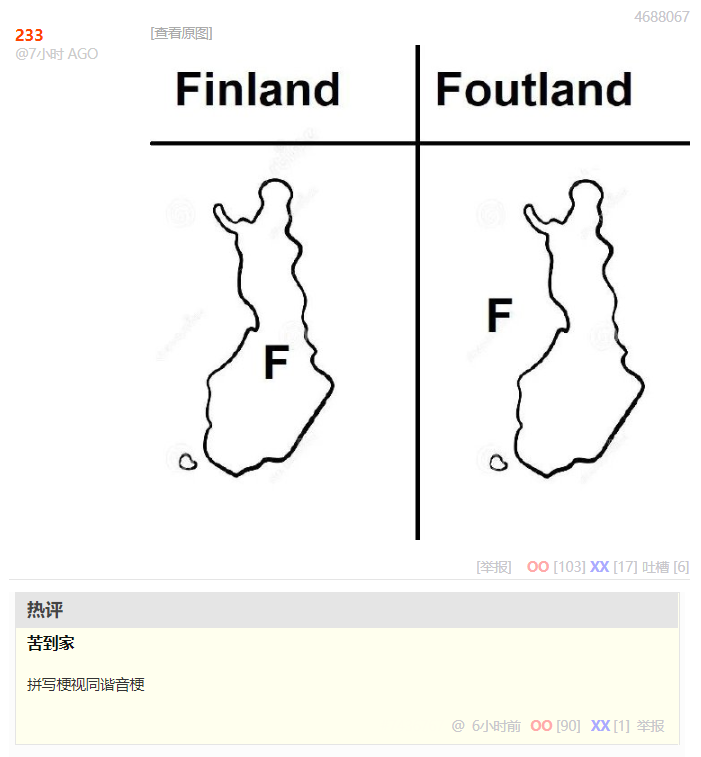 4688067
233
@7小时 AGO
[查看原图]
Finland
Foutland
F
F
[举报] OO [103] XX [17] 吐槽 [6]
热评
苦到家
拼写梗视同谐音梗
@ 6小时前 OO [90] XX [1] 举报